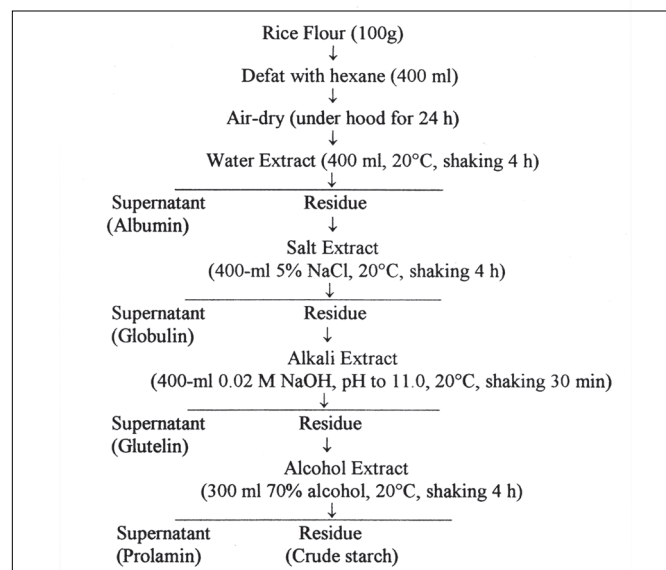 Rice Flour (100g)
↓
Defat with hexane (400 ml)
↓
Air-dry (under hood for 24 h)
↓
Water Extract (400 ml, 20°C, shaking 4 h)
↓
Supernatant Residue
(Albumin) ↓
Salt Extract
(400-ml 5% NaCl, 20°C, shaking 4 h)
↓
Supernatant Residue
(Globulin) ↓
Alkali Extract
(400-ml 0.02 M NaOH, pH to 11.0, 20°C, shaking 30 min)
↓
Supernatant Residue
(Glutelin) ↓
Alcohol Extract
(300 ml 70% alcohol, 20°C, shaking 4 h)
↓
Supernatant Residue
(Prolamin) (Crude starch)